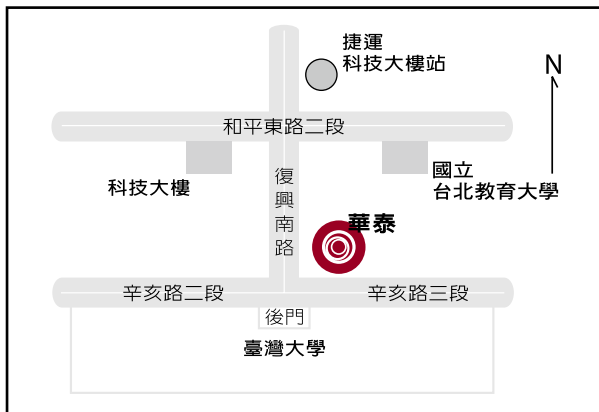 捷運
科技大樓站
N
和平東路二段
科技大樓
國立
台北教育大學
復興南路
華泰
辛亥路二段
辛亥路三段
後門
臺灣大學